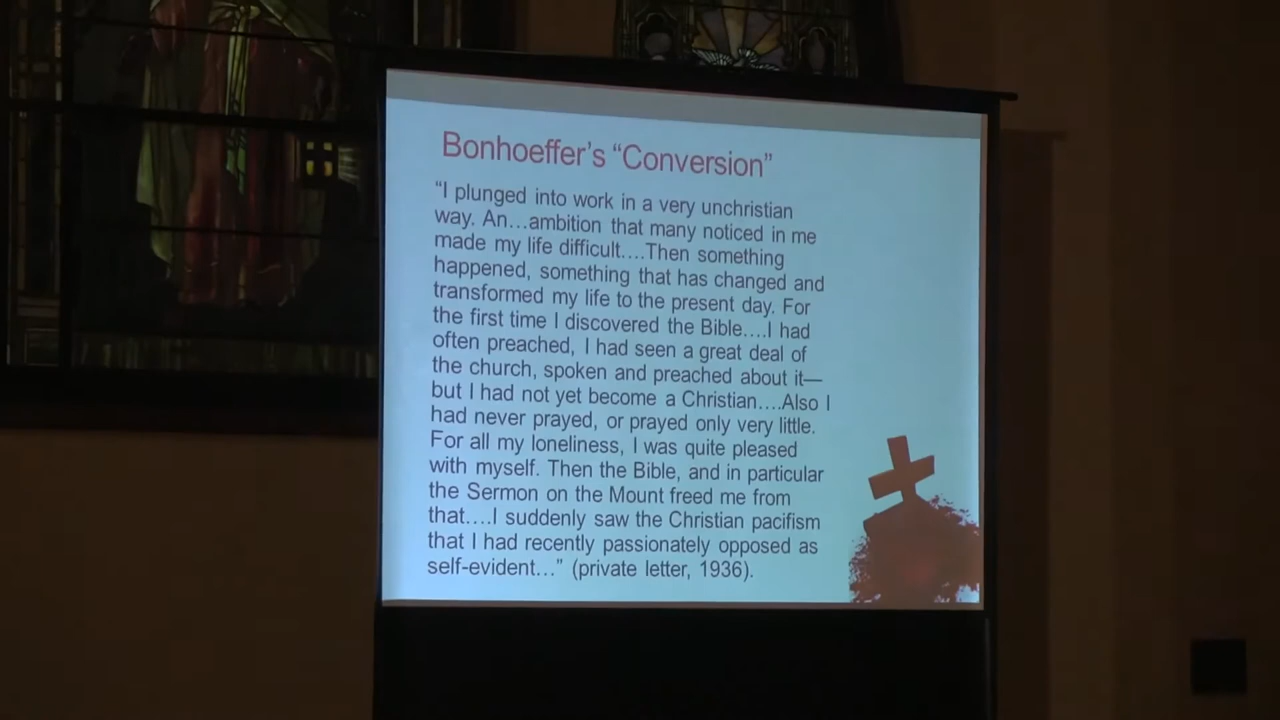 Bonhoeffer's “Conversion”
“I plunged into work in a very unchristian
way. An…ambition that many noticed in me
made my life difficult….Then something
happened, something that has changed and
transformed my life to the present day. For
the first time I discovered the Bible….I had
often preached, I had seen a great deal of
the church, spoken and preached about it—
but I had not yet become a Christian….Also I
had never prayed, or prayed only very little.
For all my loneliness, I was quite pleased
with myself. Then the Bible, and in particular
the Sermon on the Mount freed me from
that….I suddenly saw the Christian pacifism
that I had recently passionately opposed as
self-evident…” (private letter, 1936).